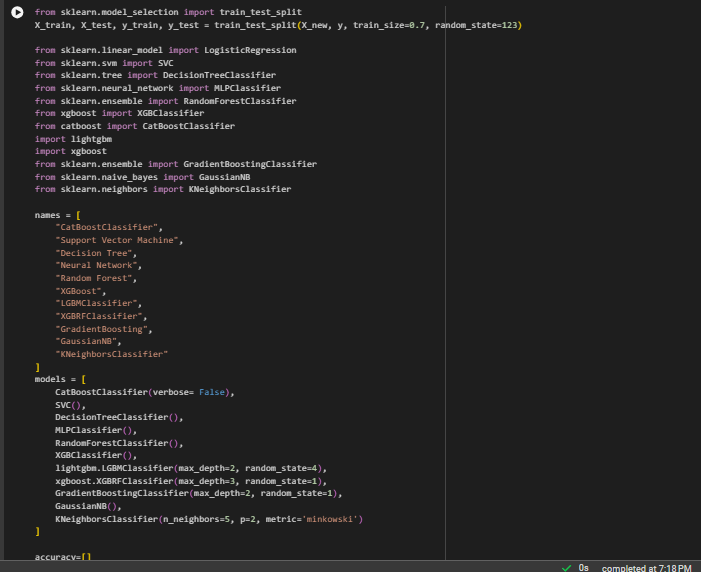 from sklearn.model_selection import train_test_split
X_train, X_test, y_train, y_test = train_test_split(X_new, y, train_size=0.7, random_state=123)
from sklearn.linear_model import LogisticRegression
from sklearn.svm import SVC
from sklearn.tree import DecisionTreeClassifier
from sklearn.neural_network import MLPClassifier
from sklearn.ensemble import RandomForestClassifier
from xgboost import XGBClassifier
from catboost import CatBoostClassifier
import lightgbm
import xgboost
from sklearn.ensemble import GradientBoostingClassifier
from sklearn.naive_bayes import GaussianNB
from sklearn.neighbors import KNeighborsClassifier
names = [
"CatBoostClassifier",
"Support Vector Machine",
"Decision Tree",
"Neural Network",
"Random Forest",
"XGBoost",
"LGBMClassifier",
"XGBRFClassifier",
"GradientBoosting",
"GaussianNB",
"KNeighborsClassifier"
]
models = [
CatBoostClassifier(verbose= False),
SVC(),
DecisionTreeClassifier(),
MLPClassifier(),
RandomForestClassifier(),
XGBClassifier(),
lightgbm.LGBMClassifier(max_depth=2, random_state=4),
xgboost.XGBRFClassifier(max_depth=3, random_state=1),
GradientBoostingClassifier(max_depth=2, random_state=1),
GaussianNB(),
KNeighborsClassifier(n_neighbors=5, p=2, metric='minkowski')
]
accuracy=[]
0s completed at 7:18 PM